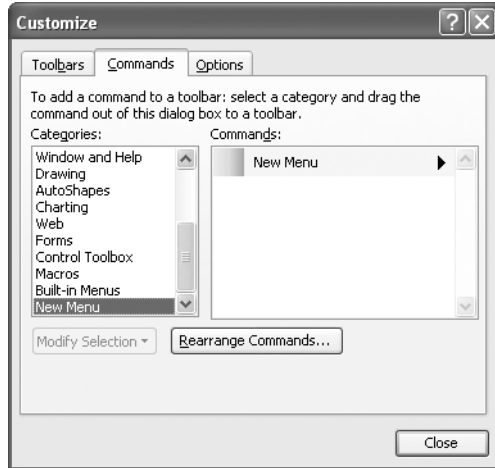 Customize
Toolbars Commands Options
To add a command to a toolbar: select a category and drag the
command out of this dialog box to a toolbar.
Categories: Commands:
Window and Help
Drawing
AutoShapes
Charting
Web
Forms
Control Toolbox
Macros
Built-in Menus
New Menu
New Menu
Modify Selection Rearrange Commands...
Close